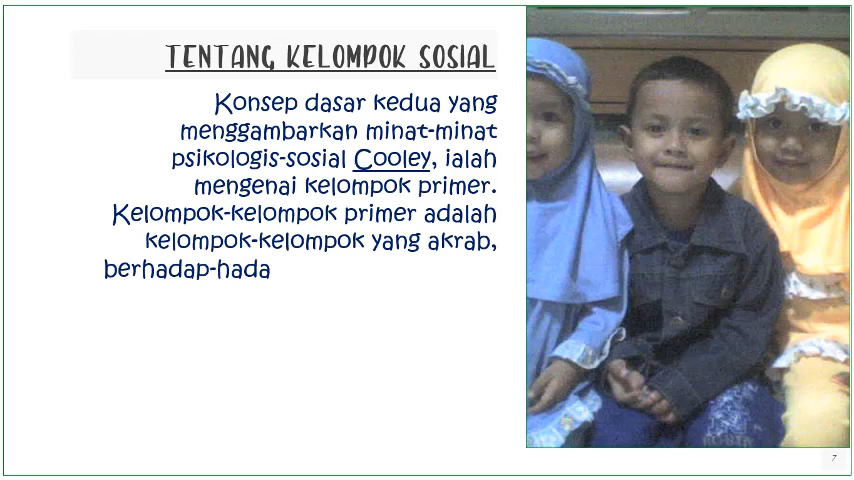 TENTANG KELOMPOK SOSIAL
Konsep dasar kedua yang
menggambarkan minat-minat
psikologis-sosial Cooley, ialah
mengenai kelompok primer.
Kelompok-kelompok primer adalah
kelompok-kelompok yang akrab,
berhadap-hada
7